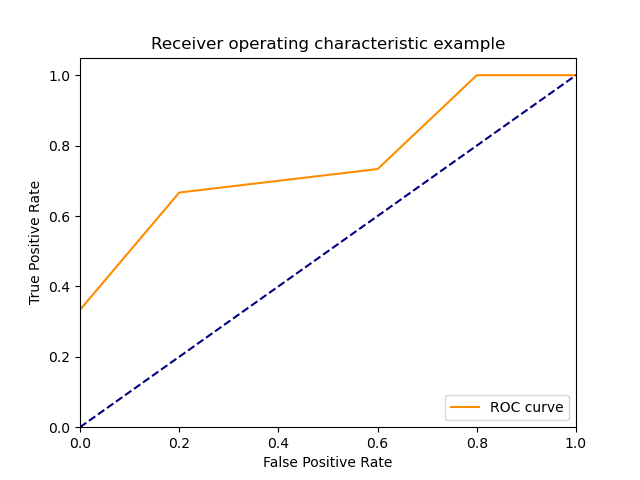 Receiver operating characteristic example
True Positive Rate
1.0
0.8
0.6
0.4
0.2
0.0
0.0 0.2 0.4 0.6 0.8 1.0
False Positive Rate
ROC curve